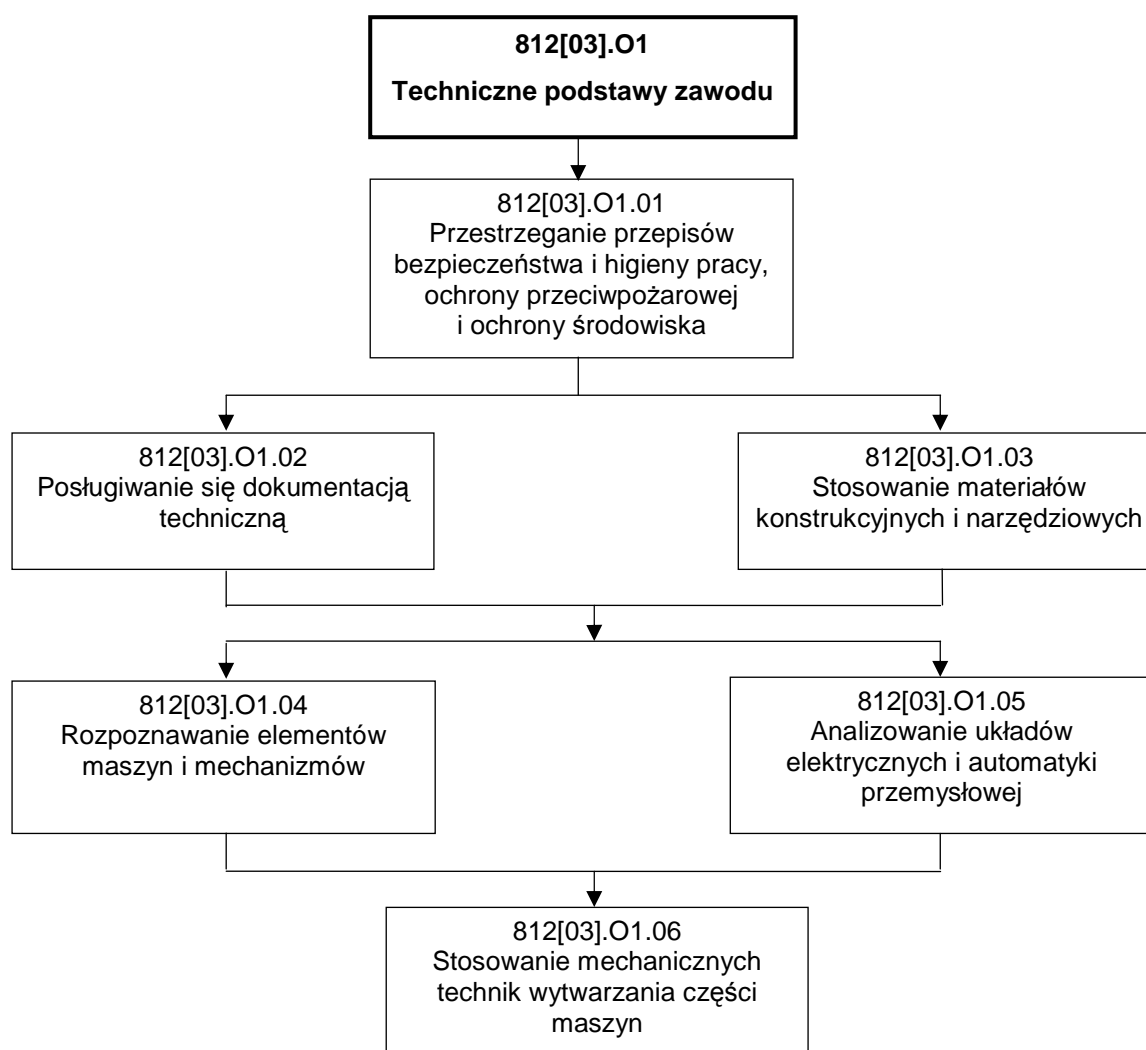 812[03].O1
Techniczne podstawy zawodu
812[03].O1.01
Przestrzeganie przepisów
bezpieczeństwa i higieny pracy,
ochrony przeciwpożarowej
i ochrony środowiska
812[03].O1.02
Posługiwanie się dokumentacją
techniczną
812[03].O1.03
Stosowanie materiałów
konstrukcyjnych i narzędziowych
812[03].O1.04
Rozpoznawanie elementów
maszyn i mechanizmów
812[03].O1.05
Analizowanie układów
elektrycznych i automatyki
przemysłowej
812[03].O1.06
Stosowanie mechanicznych
technik wytwarzania części
maszyn